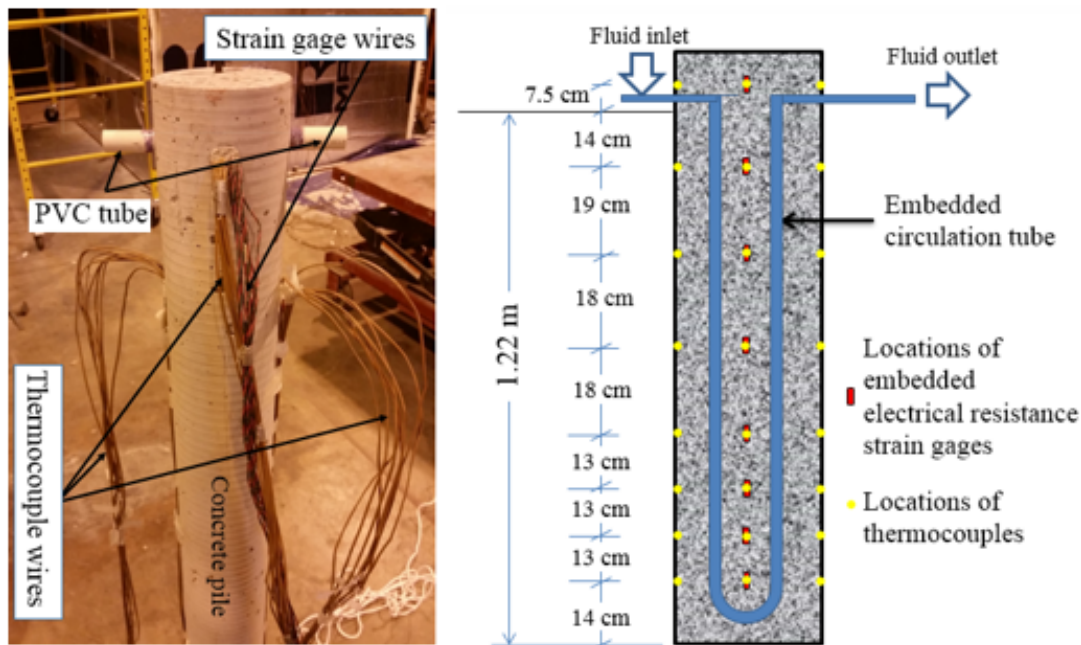 Strain gage wires
PVC tube
Thermocouple wires
Concrete pile
Fluid inlet
Fluid outlet
7.5 cm
14 cm
19 cm
18 cm
18 cm
13 cm
13 cm
13 cm
14 cm
1.22 m
Embedded
circulation tube
Locations of
embedded
electrical resistance
strain gages
Locations of
thermocouples